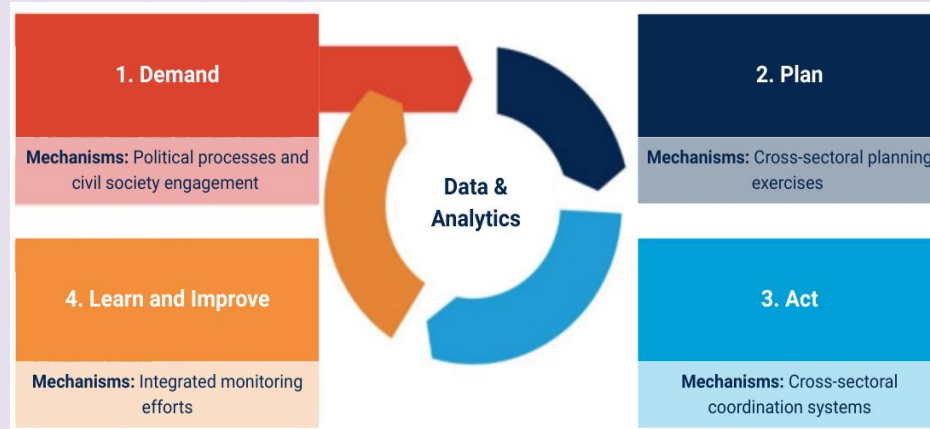 1. Demand
Mechanisms: Political processes and
civil society engagement
2. Plan
Mechanisms: Cross-sectoral planning
exercises
Data &
Analytics
4. Learn and Improve
Mechanisms: Integrated monitoring
efforts
3. Act
Mechanisms: Cross-sectoral
coordination systems